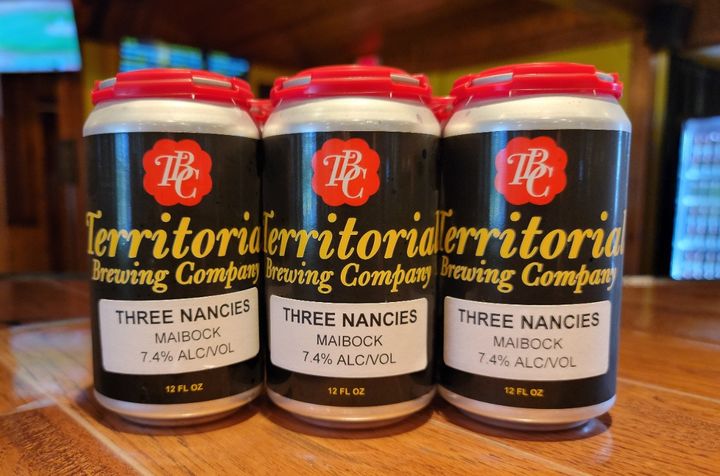 TBC
Territorial
Brewing Company
THREE NANCIES
MAIBOCK
7.4% ALC/VOL
12 FL OZ
TBC
Territorial
Brewing Company
THREE NANCIES
MAIBOCK
7.4% ALC/VOL
12 FL OZ
TBC
Territorial
Brewing Company
THREE NANCIES
MAIBOCK
7.4% ALC/VOL
12 FL OZ